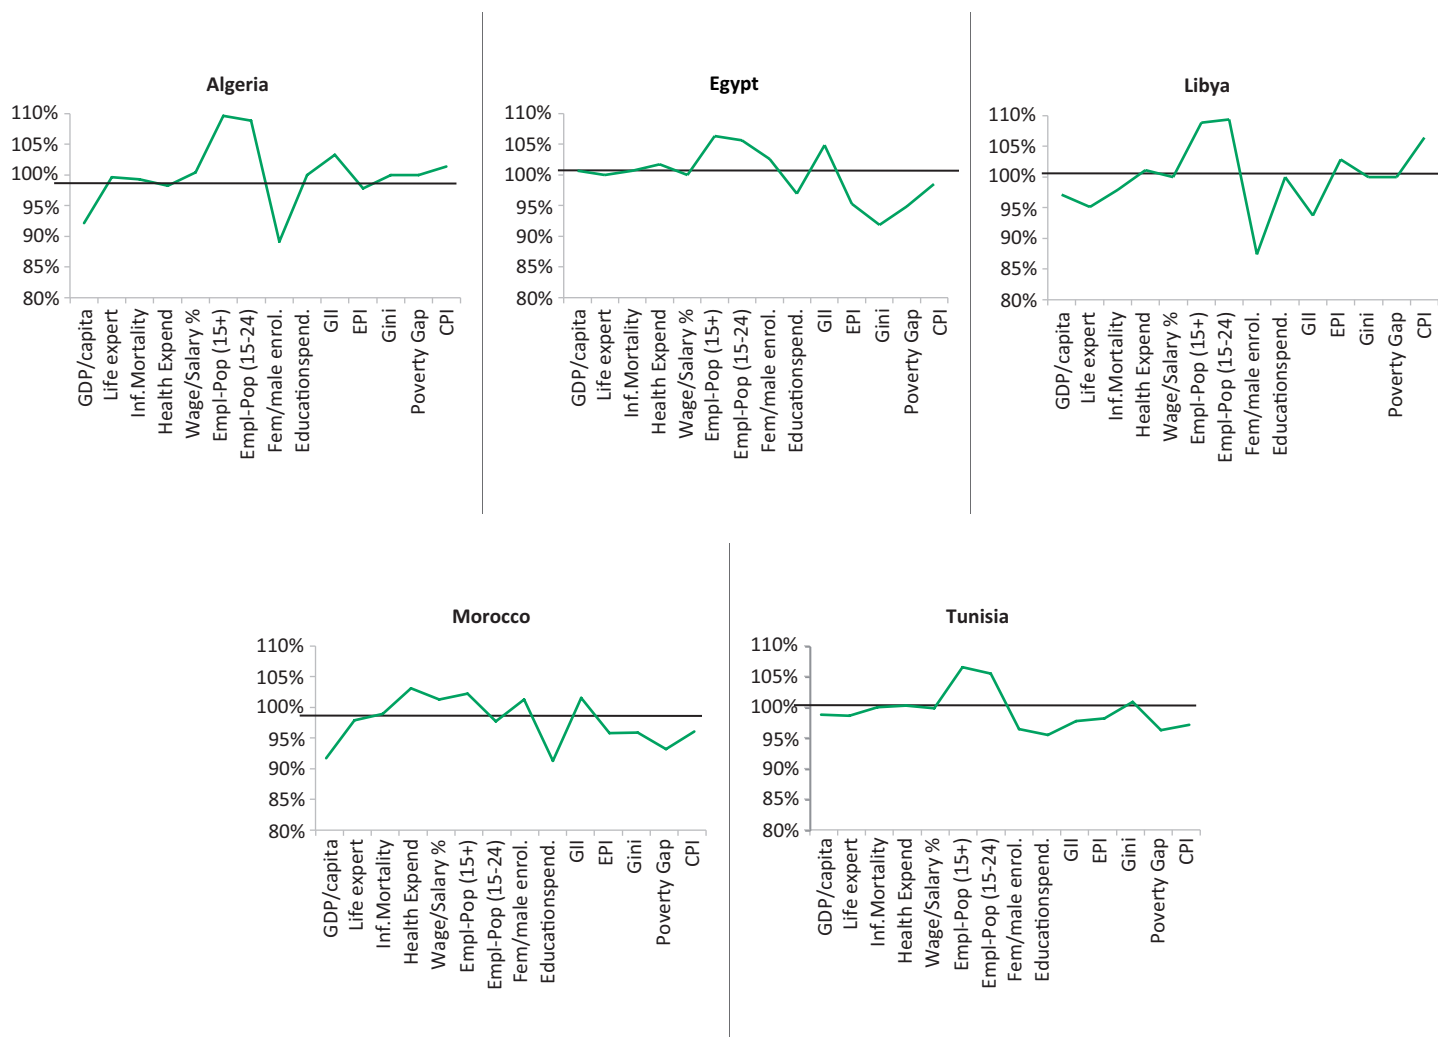 Algeria
110%
105%
100%
95%
90%
85%
80%
GDP/capita
Life expert
Inf.Mortality
Health Expend
Wage/Salary %
Empl-Pop (15+)
Empl-Pop (15-24)
Fem/male enrol.
Educationspend.
GII
EPI
Gini
Poverty Gap
CPI
Egypt
110%
105%
100%
95%
90%
85%
80%
GDP/capita
Life expert
Inf.Mortality
Health Expend
Wage/Salary %
Empl-Pop (15+)
Empl-Pop (15-24)
Fem/male enrol.
Educationspend.
GII
EPI
Gini
Poverty Gap
CPI
Libya
110%
105%
100%
95%
90%
85%
80%
GDP/capita
Life expert
Inf.Mortality
Health Expend
Wage/Salary %
Empl-Pop (15+)
Empl-Pop (15-24)
Fem/male enrol.
Educationspend.
GII
EPI
Gini
Poverty Gap
CPI
Morocco
110%
105%
100%
95%
90%
85%
80%
GDP/capita
Life expert
Inf.Mortality
Health Expend
Wage/Salary %
Empl-Pop (15+)
Empl-Pop (15-24)
Fem/male enrol.
Educationspend.
GII
EPI
Gini
Poverty Gap
CPI
Tunisia
110%
105%
100%
95%
90%
85%
80%
GDP/capita
Life expert
Inf.Mortality
Health Expend
Wage/Salary %
Empl-Pop (15+)
Empl-Pop (15-24)
Fem/male enrol.
Educationspend.
GII
EPI
Gini
Poverty Gap
CPI